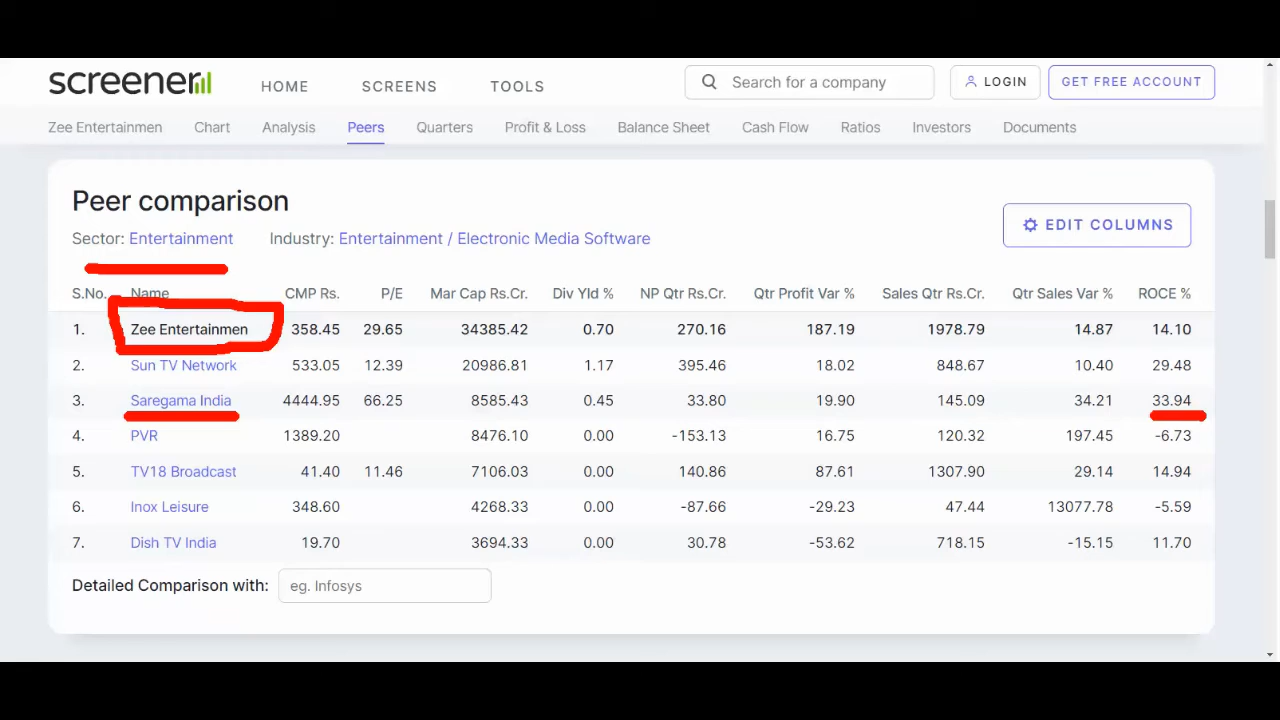 screener HOME SCREENS TOOLS Search for a company LOGIN GET FREE ACCOUNT
Zee Entertainmen Chart Analysis Peers Quarters Profit & Loss Balance Sheet Cash Flow Ratios Investors Documents
Peer comparison
Sector: Entertainment Industry: Entertainment / Electronic Media Software
EDIT COLUMNS
S.No. Name CMP Rs. P/E Mar Cap Rs.Cr. Div Yld % NP Qtr Rs.Cr. Qtr Profit Var % Sales Qtr Rs.Cr. Qtr Sales Var % ROCE %
1. Zee Entertainmen 358.45 29.65 34385.42 0.70 270.16 187.19 1978.79 14.87 14.10
2. Sun TV Network 533.05 12.39 20986.81 1.17 395.46 18.02 848.67 10.40 29.48
3. Saregama India 4444.95 66.25 8585.43 0.45 33.80 19.90 145.09 34.21 33.94
4. PVR 1389.20 8476.10 0.00 -153.13 16.75 120.32 197.45 -6.73
5. TV18 Broadcast 41.40 11.46 7106.03 0.00 140.86 87.61 1307.90 29.14 14.94
6. Inox Leisure 348.60 4268.33 0.00 -87.66 -29.23 47.44 13077.78 -5.59
7. Dish TV India 19.70 3694.33 0.00 30.78 -53.62 718.15 -15.15 11.70
Detailed Comparison with: eg. Infosys